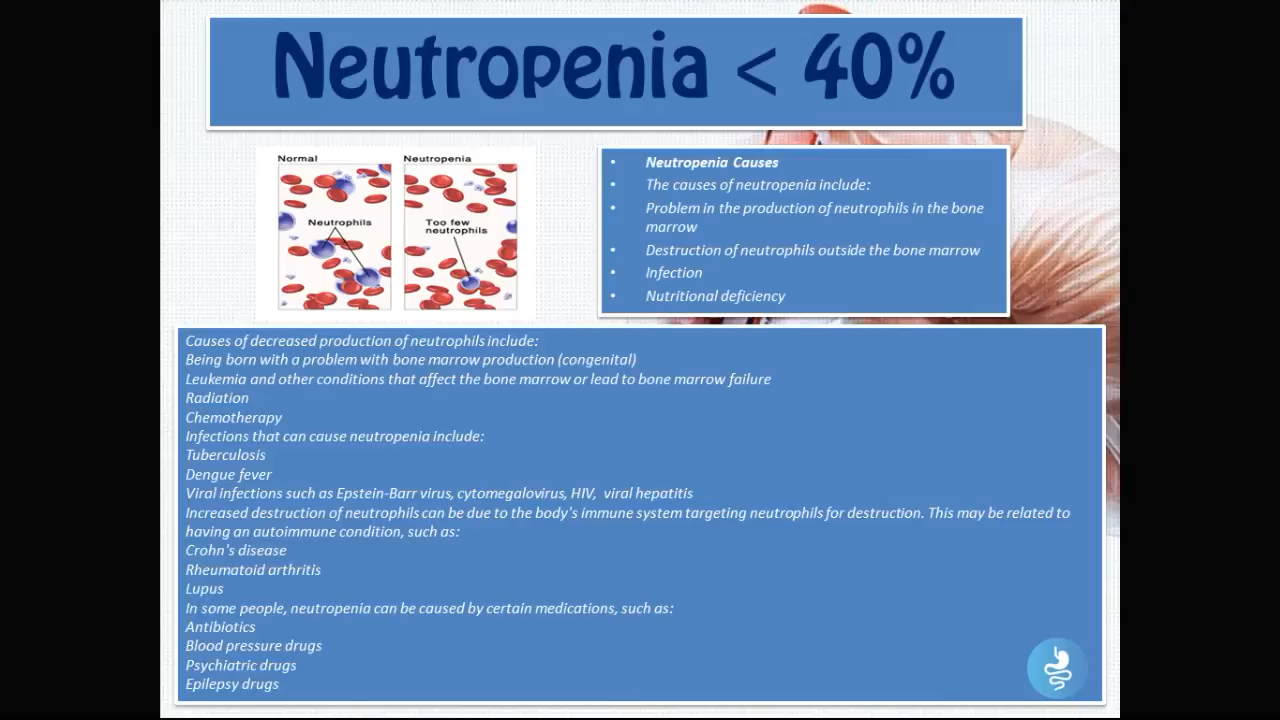 Neutropenia < 40%
Normal
Neutropenia
Neutrophils
Too few
neutrophils
• Neutropenia Causes
• The causes of neutropenia include:
• Problem in the production of neutrophils in the bone
marrow
• Destruction of neutrophils outside the bone marrow
• Infection
• Nutritional deficiency
Causes of decreased production of neutrophils include:
Being born with a problem with bone marrow production (congenital)
Leukemia and other conditions that affect the bone marrow or lead to bone marrow failure
Radiation
Chemotherapy
Infections that can cause neutropenia include:
Tuberculosis
Dengue fever
Viral infections such as Epstein-Barr virus, cytomegalovirus, HIV,  viral hepatitis
Increased destruction of neutrophils can be due to the body's immune system targeting neutrophils for destruction. This may be related to
having an autoimmune condition, such as:
Crohn's disease
Rheumatoid arthritis
Lupus
In some people, neutropenia can be caused by certain medications, such as:
Antibiotics
Blood pressure drugs
Psychiatric drugs
Epilepsy drugs